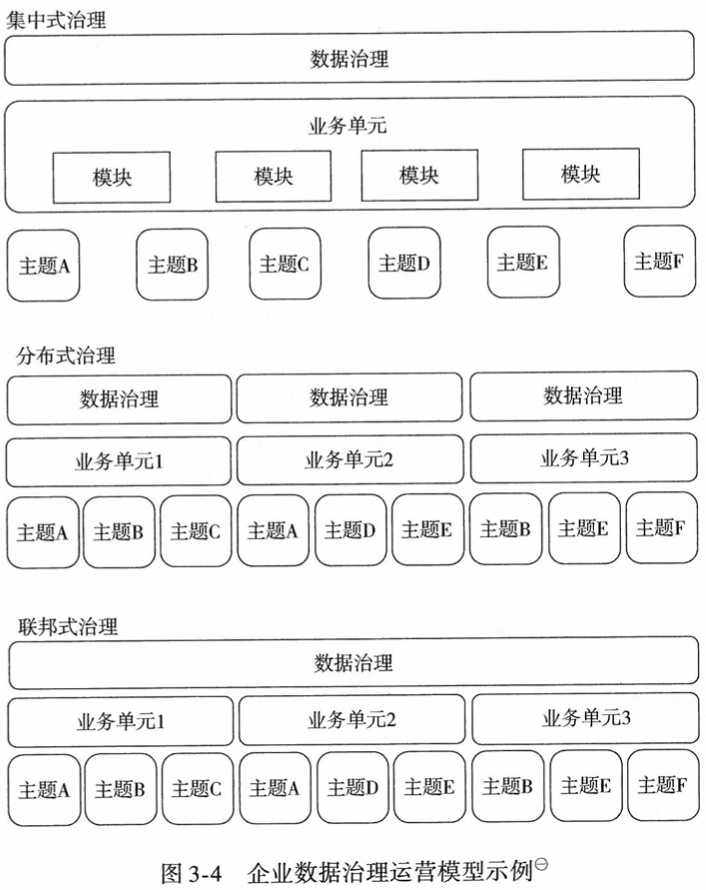 集中式治理
数据治理
业务单元
模块 模块 模块 模块
主题A 主题B 主题C 主题D 主题E 主题F
分布式治理
数据治理 数据治理 数据治理
业务单元1 业务单元2 业务单元3
主题A 主题B 主题C 主题A 主题D 主题E 主题B 主题E 主题F
联邦式治理
数据治理
业务单元1 业务单元2 业务单元3
主题A 主题B 主题C 主题A 主题D 主题E 主题B 主题E 主题F
图 3-4 企业数据治理运营模型示例㊀